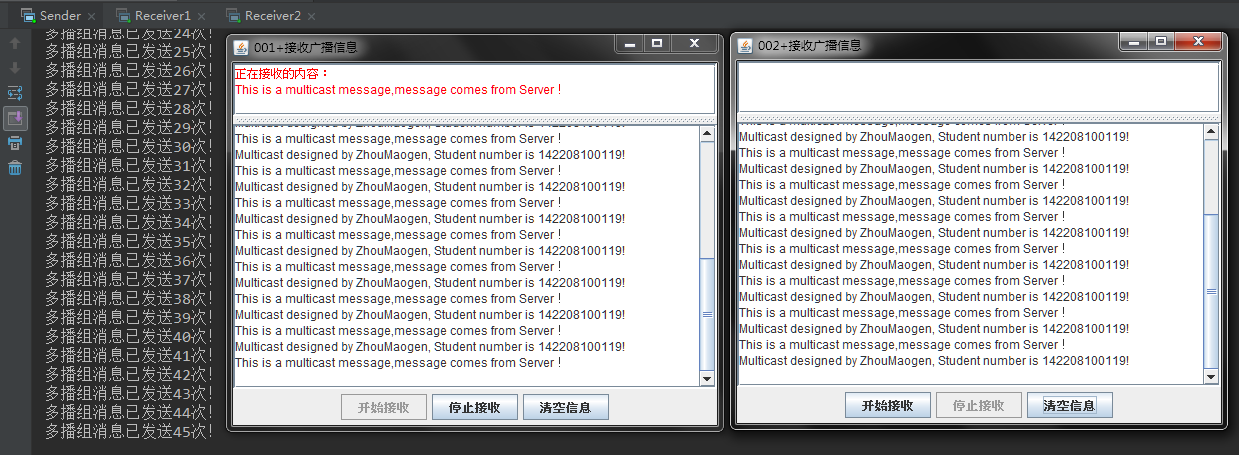 Sender
Receiver1
Receiver2
多播组消息已发送24次!
多播组消息已发送25次!
多播组消息已发送26次!
多播组消息已发送27次!
多播组消息已发送28次!
多播组消息已发送29次!
多播组消息已发送30次!
多播组消息已发送31次!
多播组消息已发送32次!
多播组消息已发送33次!
多播组消息已发送34次!
多播组消息已发送35次!
多播组消息已发送36次!
多播组消息已发送37次!
多播组消息已发送38次!
多播组消息已发送39次!
多播组消息已发送40次!
多播组消息已发送41次!
多播组消息已发送42次!
多播组消息已发送43次!
多播组消息已发送44次!
多播组消息已发送45次!
001+接收广播信息
正在接收的内容：
This is a multicast message,message comes from Server !
Multicast designed by ZhouMaogen, Student number is 142208100119!
This is a multicast message,message comes from Server !
Multicast designed by ZhouMaogen, Student number is 142208100119!
This is a multicast message,message comes from Server !
Multicast designed by ZhouMaogen, Student number is 142208100119!
This is a multicast message,message comes from Server !
Multicast designed by ZhouMaogen, Student number is 142208100119!
This is a multicast message,message comes from Server !
Multicast designed by ZhouMaogen, Student number is 142208100119!
This is a multicast message,message comes from Server !
Multicast designed by ZhouMaogen, Student number is 142208100119!
This is a multicast message,message comes from Server !
Multicast designed by ZhouMaogen, Student number is 142208100119!
This is a multicast message,message comes from Server !
Multicast designed by ZhouMaogen, Student number is 142208100119!
This is a multicast message,message comes from Server !
开始接收
停止接收
清空信息
002+接收广播信息
This is a multicast message,message comes from Server !
Multicast designed by ZhouMaogen, Student number is 142208100119!
This is a multicast message,message comes from Server !
Multicast designed by ZhouMaogen, Student number is 142208100119!
This is a multicast message,message comes from Server !
Multicast designed by ZhouMaogen, Student number is 142208100119!
This is a multicast message,message comes from Server !
Multicast designed by ZhouMaogen, Student number is 142208100119!
This is a multicast message,message comes from Server !
Multicast designed by ZhouMaogen, Student number is 142208100119!
This is a multicast message,message comes from Server !
Multicast designed by ZhouMaogen, Student number is 142208100119!
This is a multicast message,message comes from Server !
Multicast designed by ZhouMaogen, Student number is 142208100119!
This is a multicast message,message comes from Server !
Multicast designed by ZhouMaogen, Student number is 142208100119!
开始接收
停止接收
清空信息